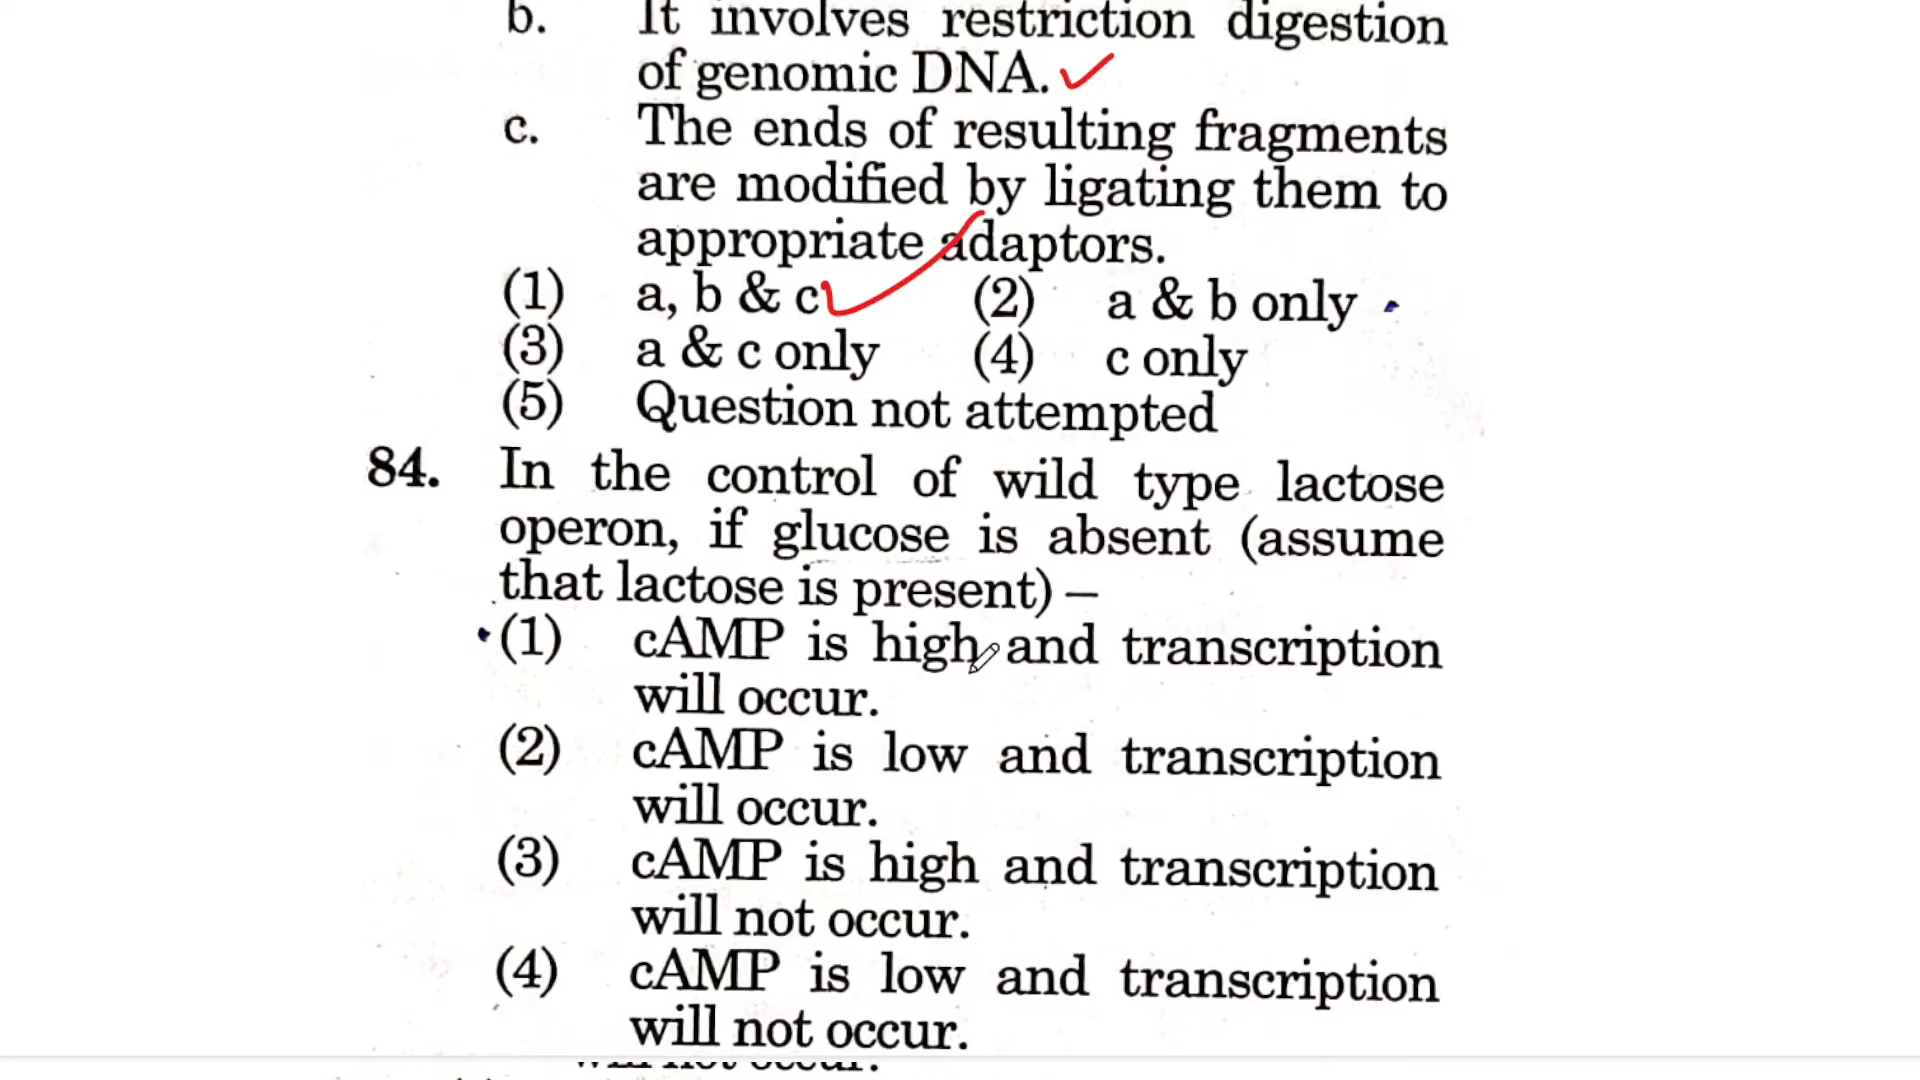 b. It involves restriction digestion
of genomic DNA.
c. The ends of resulting fragments
are modified by ligating them to
appropriate adaptors.
(1) a, b & c (2) a & b only
(3) a & c only (4) c only
(5) Question not attempted
84. In the control of wild type lactose
operon, if glucose is absent (assume
that lactose is present) –
(1) cAMP is high and transcription
will occur.
(2) cAMP is low and transcription
will occur.
(3) cAMP is high and transcription
will not occur.
(4) cAMP is low and transcription
will not occur.
will not occur.